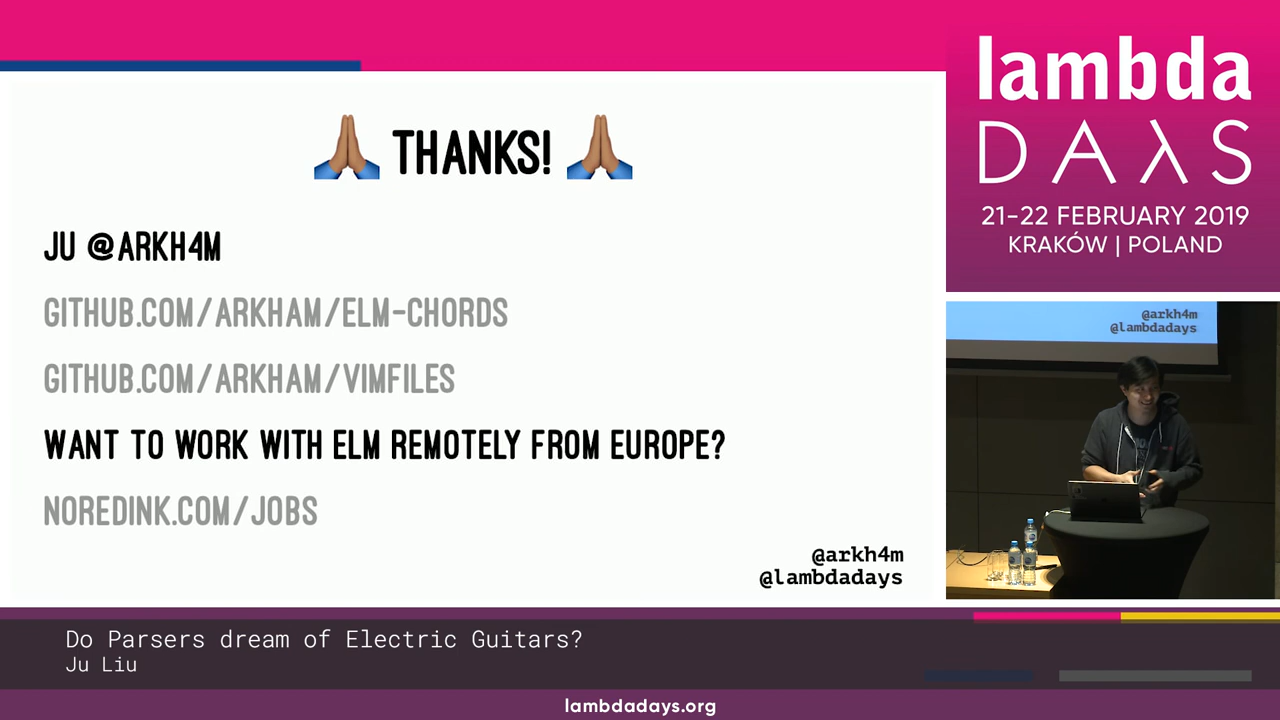 THANKS!
JU @ARKH4M
GITHUB.COM/ARKHAM/ELM-CHORDS
GITHUB.COM/ARKHAM/VIMFILES
WANT TO WORK WITH ELM REMOTELY FROM EUROPE?
NOREDINK.COM/JOBS
@arkh4m
@lambdadays
lambda
DAλS
21-22 FEBRUARY 2019
KRAKÓW | POLAND
@arkh4m
@lambdadays
Do Parsers dream of Electric Guitars?
Ju Liu
lambdadays.org